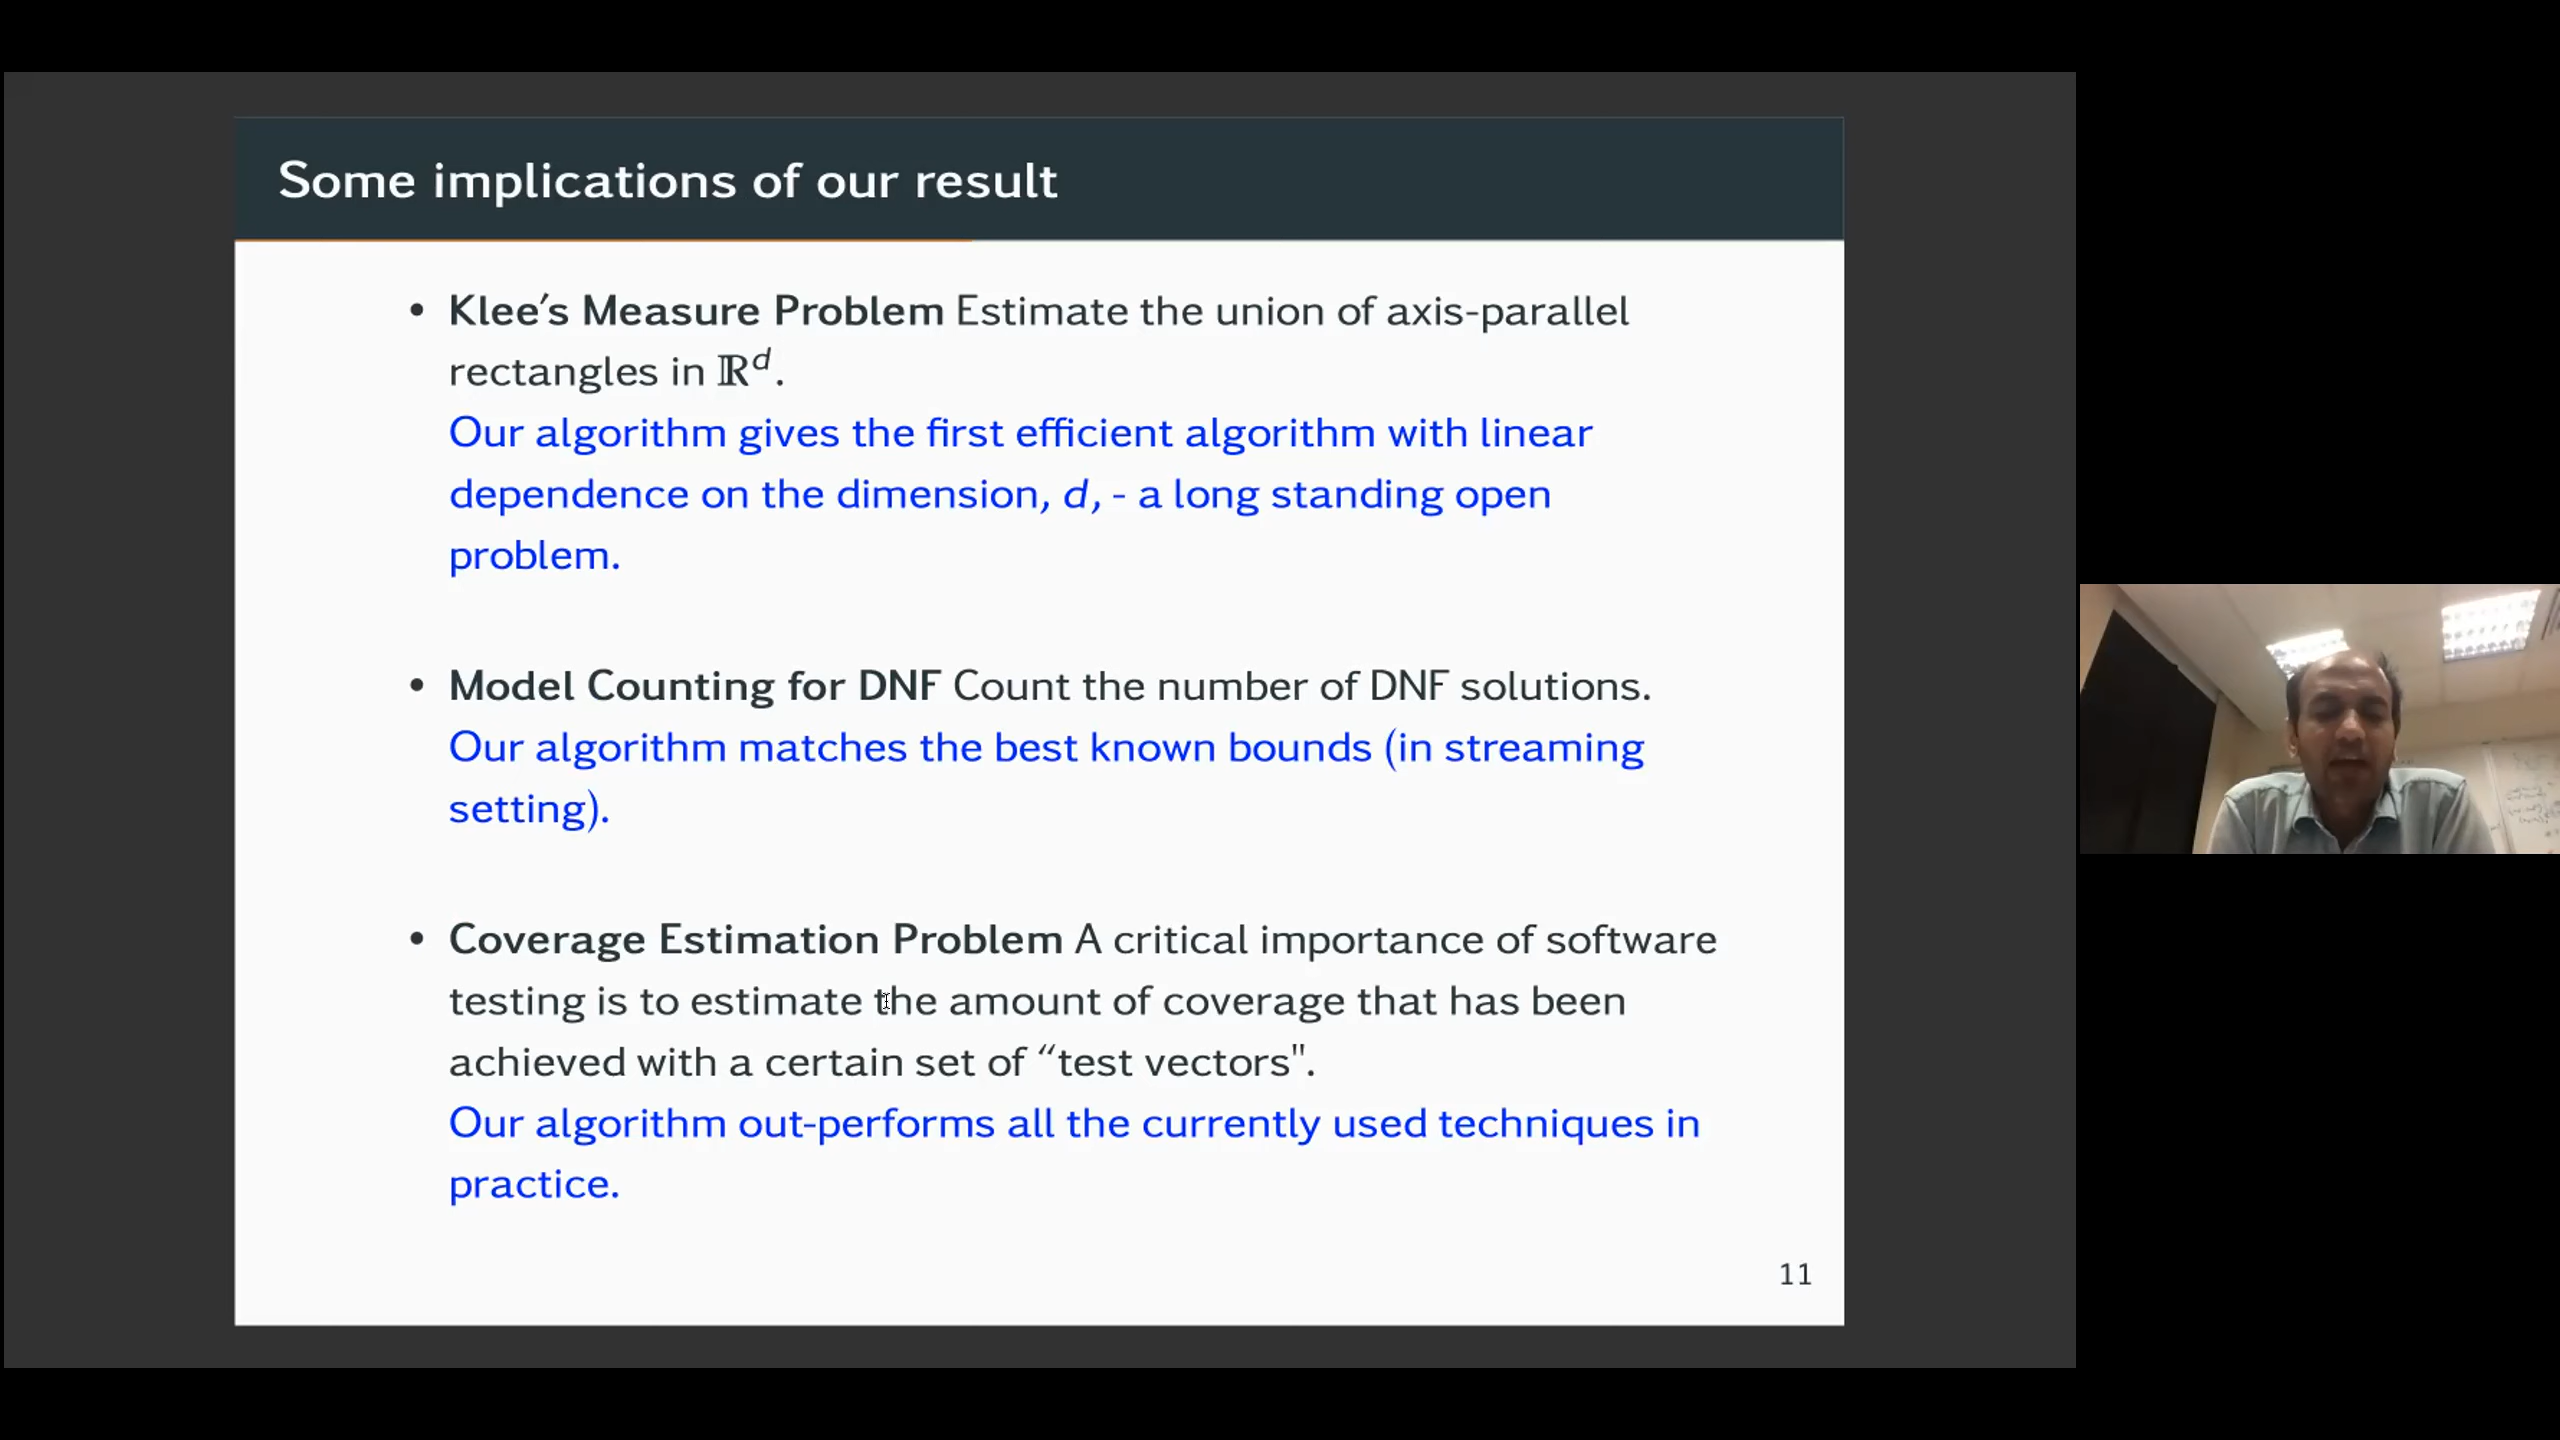 Some implications of our result
• Klee's Measure Problem Estimate the union of axis-parallel
rectangles in ℝᵈ.
Our algorithm gives the first efficient algorithm with linear
dependence on the dimension, d, - a long standing open
problem.
• Model Counting for DNF Count the number of DNF solutions.
Our algorithm matches the best known bounds (in streaming
setting).
• Coverage Estimation Problem A critical importance of software
testing is to estimate the amount of coverage that has been
achieved with a certain set of “test vectors".
Our algorithm out-performs all the currently used techniques in
practice.
11